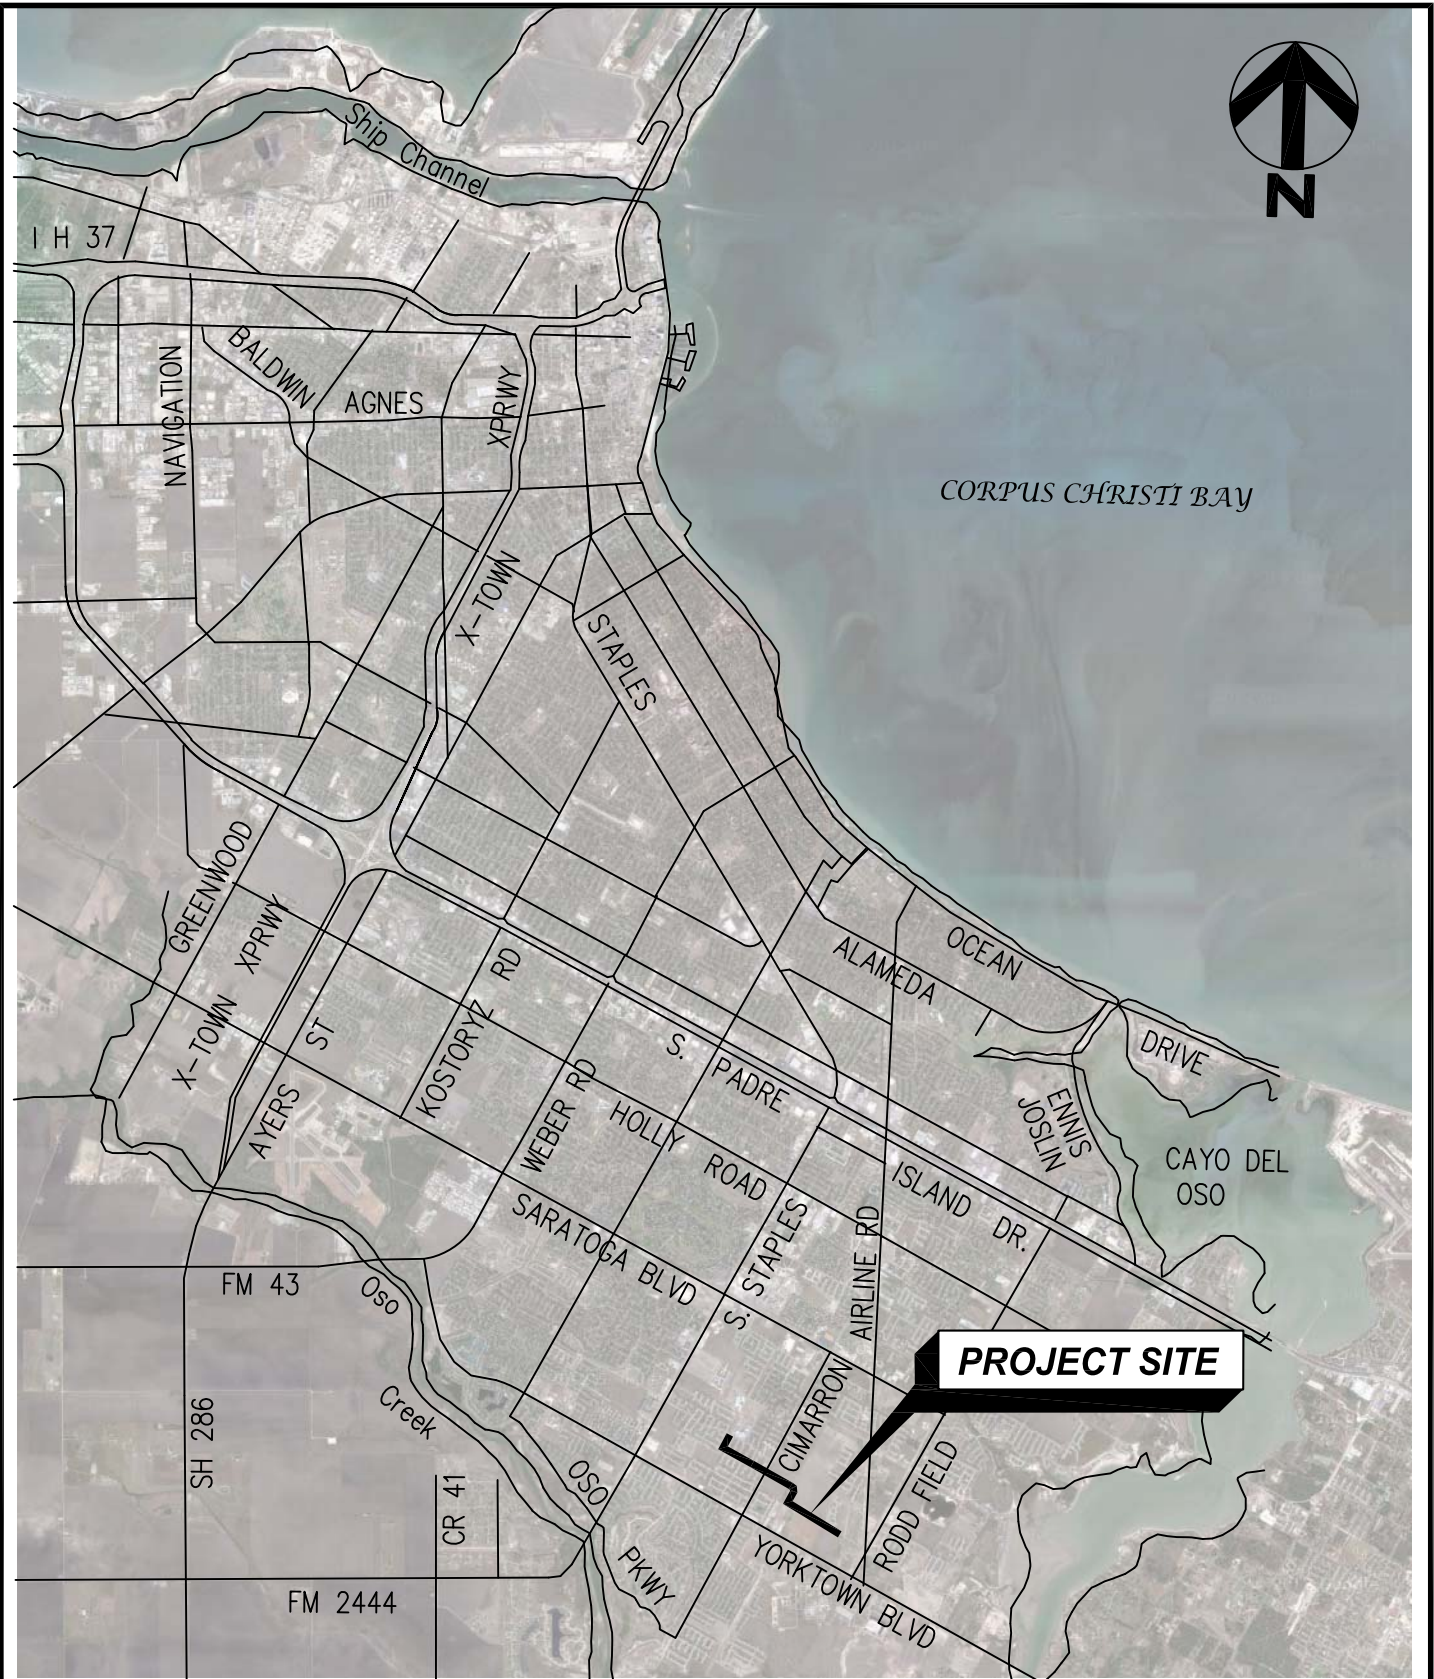 N
Ship Channel
I H 37
BALDWIN
NAVIGATION
AGNES
XPRWY
CORPUS CHRISTI BAY
X-TOWN
STAPLES
GREENWOOD
XPRWY
X-TOWN
ST
AYERS
KOSTORYZ RD
WEBER RD
S. PADRE
ISLAND DR.
HOLLY ROAD
ALAMEDA
OCEAN
DRIVE
ENNIS
JOSLIN
CAYO DEL
OSO
SARATOGA BLVD
S. STAPLES
AIRLINE RD
FM 43
Oso
Creek
PROJECT SITE
CIMARRON
SH 286
CR 41
OSO
PKWY
RODD FIELD
YORKTOWN BLVD
FM 2444